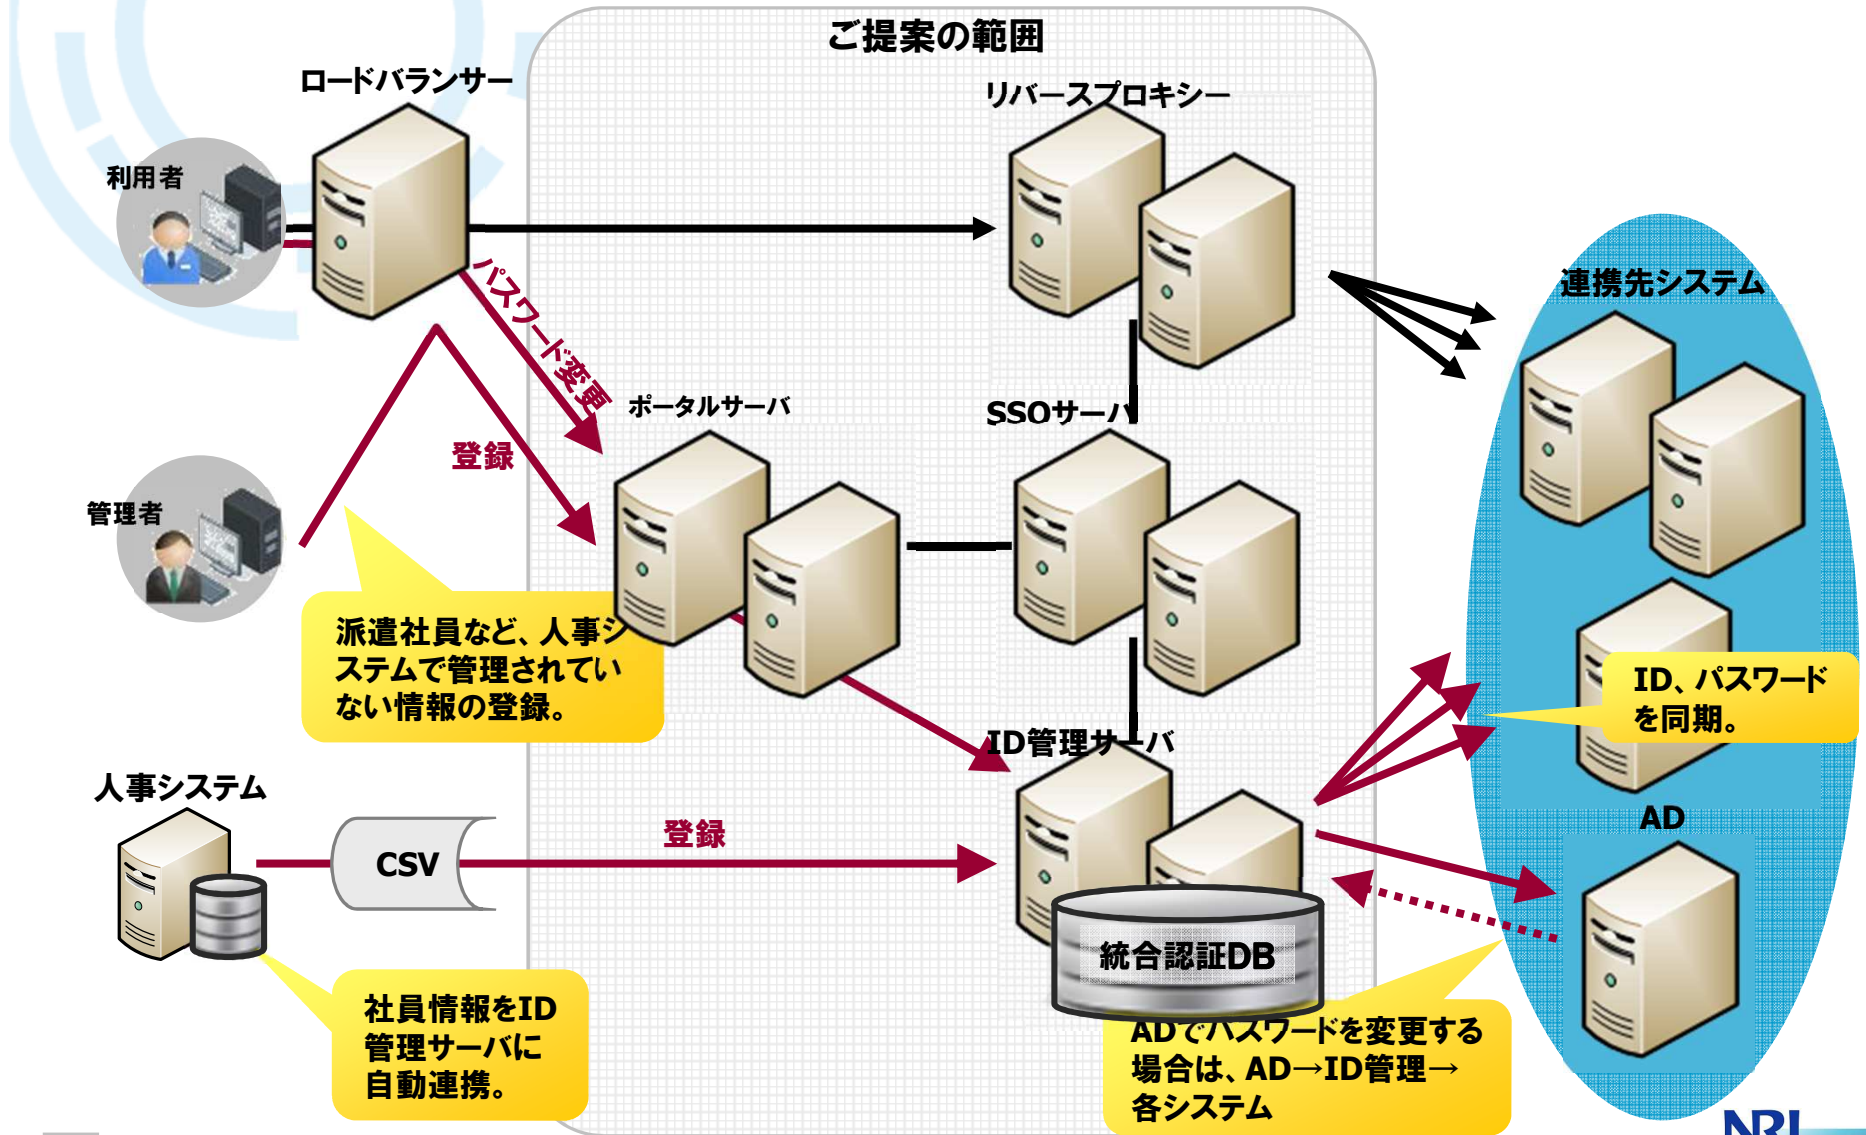 ご提案の範囲
ロードバランサー
リバースプロキシー
利用者
連携先システム
パスワード変更
ポータルサーバ
SSOサーバ
登録
管理者
派遣社員など、人事シ
ステムで管理されてい
ない情報の登録。
ID、パスワード
を同期。
ID管理サーバ
人事システム
AD
登録
CSV
統合認証DB
社員情報をID
管理サーバに
自動連携。
ADでパスワードを変更する
場合は、AD→ID管理→
各システム
NRI